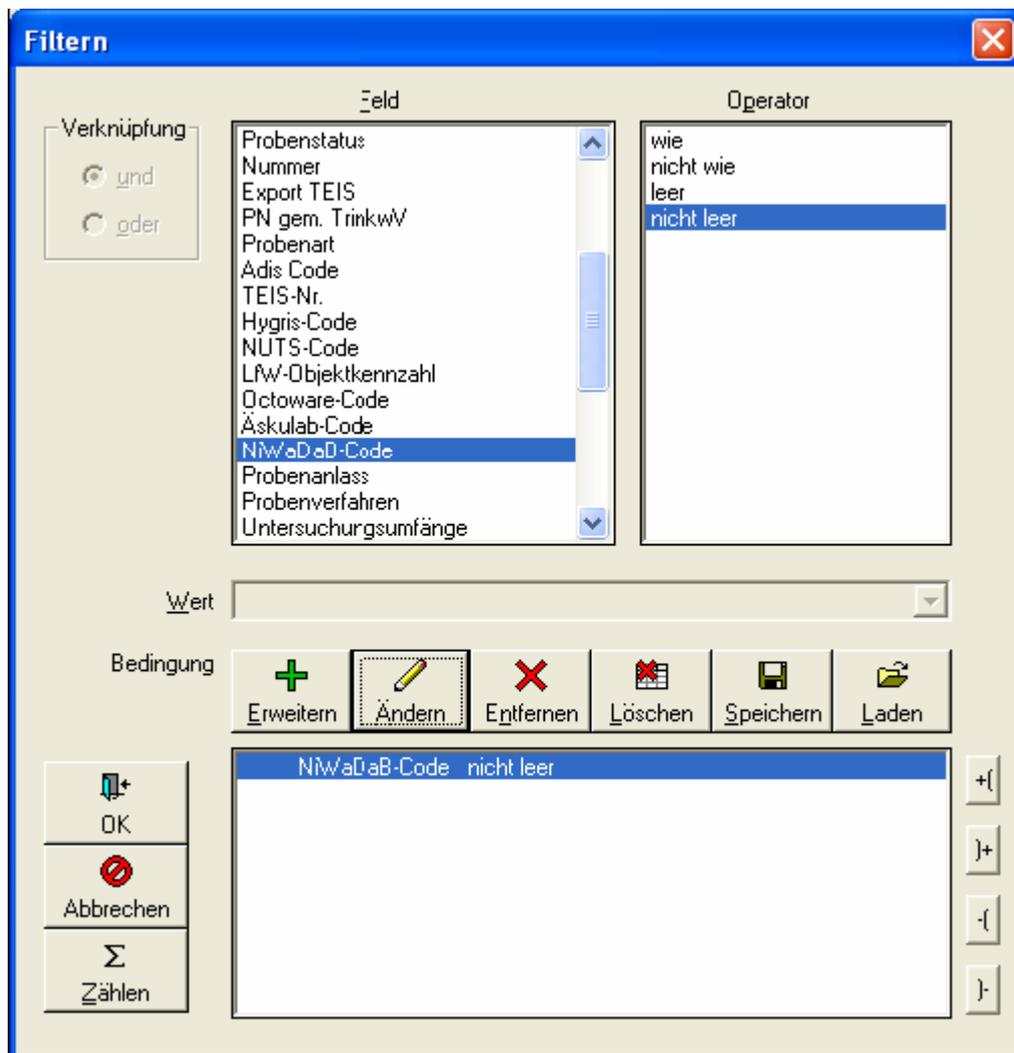 Filtern
Feld
Operator
Verknüpfung
und
oder
Probenstatus
Nummer
Export TEIS
PN gem. TrinkwV
Probenart
Adis Code
TEIS-Nr.
Hygris-Code
NUTS-Code
LfW-Objektkennzahl
Octoware-Code
Äskulab-Code
NiWaDaB-Code
Probenanlass
Probenverfahren
Untersuchungsumfänge
wie
nicht wie
leer
nicht leer
Wert
Bedingung
Erweitern
Ändern
Entfernen
Löschen
Speichern
Laden
NiWaDaB-Code nicht leer
OK
Abbrechen
Σ
Zählen
+(
)+
-(
)-